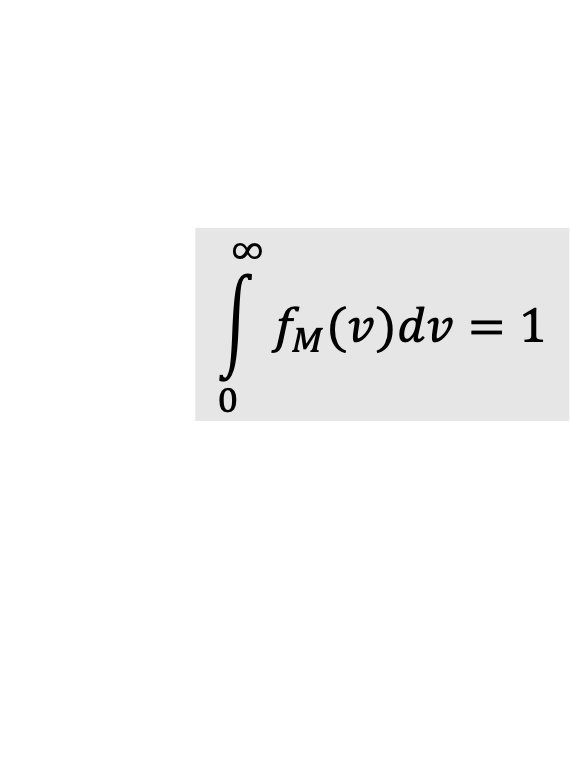 ∫₀^∞ f_M(v)dv = 1